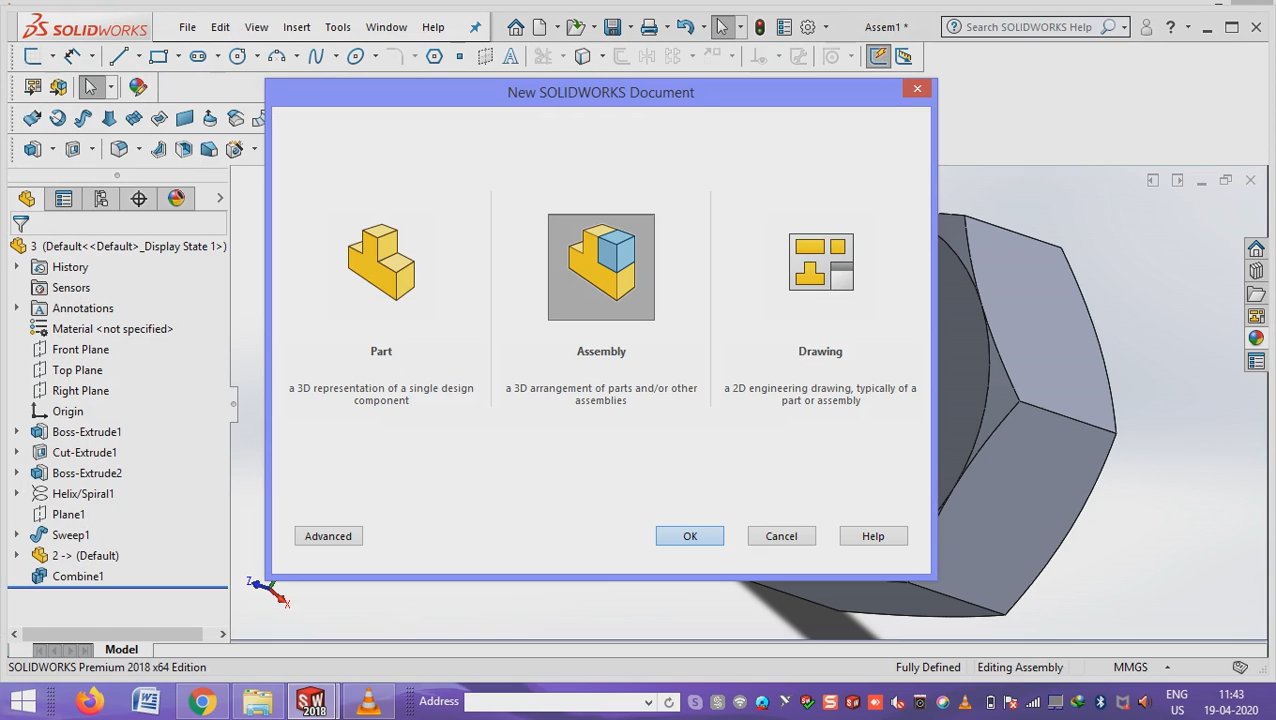 SOLIDWORKS File Edit View Insert Tools Window Help Assem1 * Search SOLIDWORKS Help
New SOLIDWORKS Document
3 (Default<<Default>_Display State 1>)
History
Sensors
Annotations
Material <not specified>
Front Plane
Top Plane
Right Plane
Origin
Boss-Extrude1
Cut-Extrude1
Boss-Extrude2
Helix/Spiral1
Plane1
Sweep1
2 -> (Default)
Combine1
Part
a 3D representation of a single design
component
Assembly
a 3D arrangement of parts and/or other
assemblies
Drawing
a 2D engineering drawing, typically of a
part or assembly
Advanced OK Cancel Help
Z
X
Model
SOLIDWORKS Premium 2018 x64 Edition Fully Defined Editing Assembly MMGS
SW 2018 Address ENG 11:43
US 19-04-2020